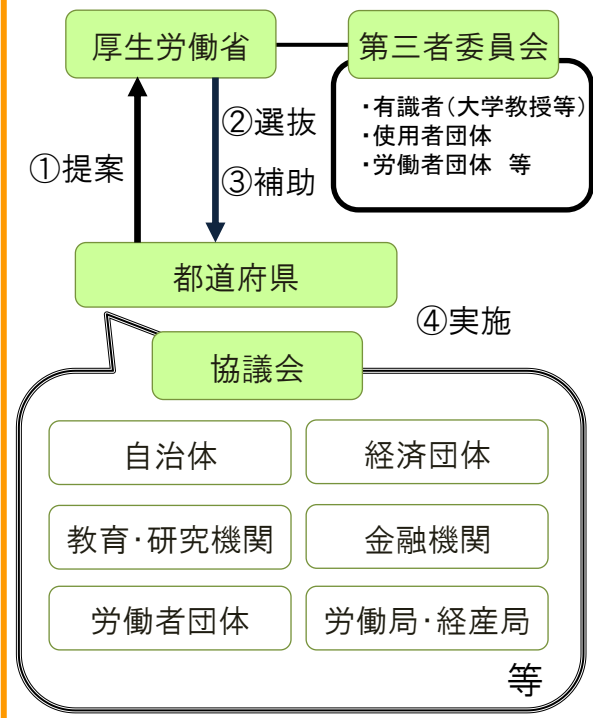 厚生労働省
第三者委員会
・有識者（大学教授等）
・使用者団体
・労働者団体　等
①提案
②選抜
③補助
都道府県
④実施
協議会
自治体
経済団体
教育・研究機関
金融機関
労働者団体
労働局・経産局
等